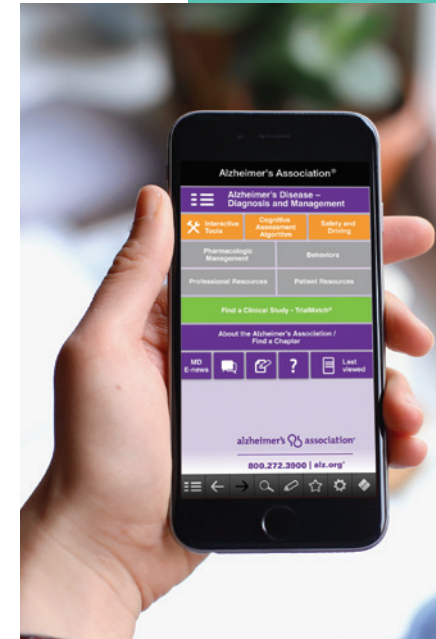 Alzheimer's Association®
Alzheimer's Disease –
Diagnosis and Management
Interactive
Tools
Cognitive
Assessment
Algorithm
Safety and
Driving
Pharmacologic
Management
Behaviors
Professional Resources
Patient Resources
Find a Clinical Study - TrialMatch®
About the Alzheimer's Association /
Find a Chapter
MD
E-news
?
Last
viewed
alzheimer's association®
800.272.3900 | alz.org®